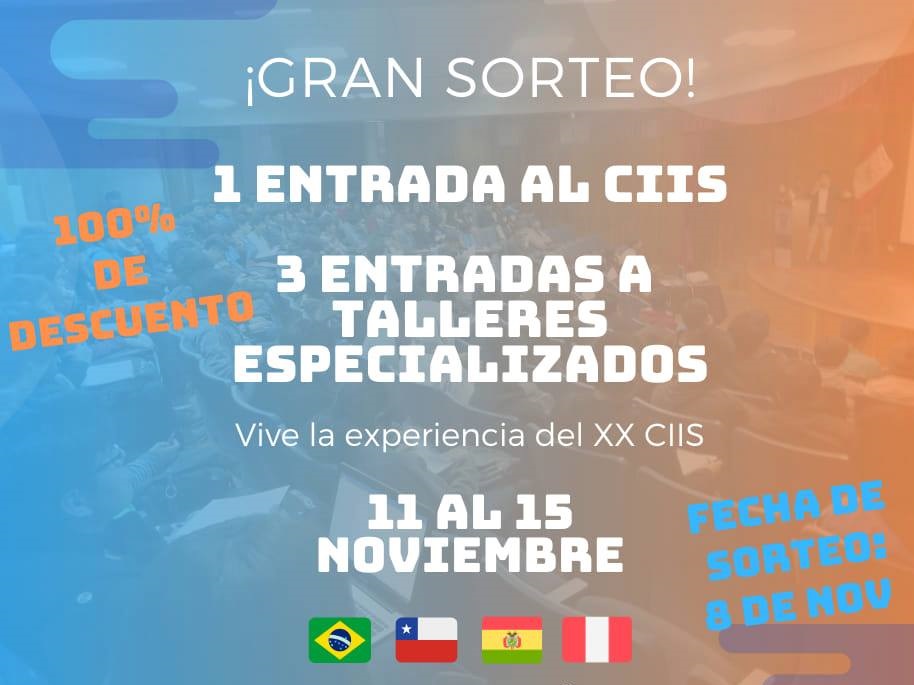 ¡GRAN SORTEO!
1 ENTRADA AL CIIS
100%
DE
DESCUENTO
3 ENTRADAS A
TALLERES
ESPECIALIZADOS
Vive la experiencia del XX CIIS
11 AL 15
NOVIEMBRE
FECHA DE
SORTEO:
8 DE NOV